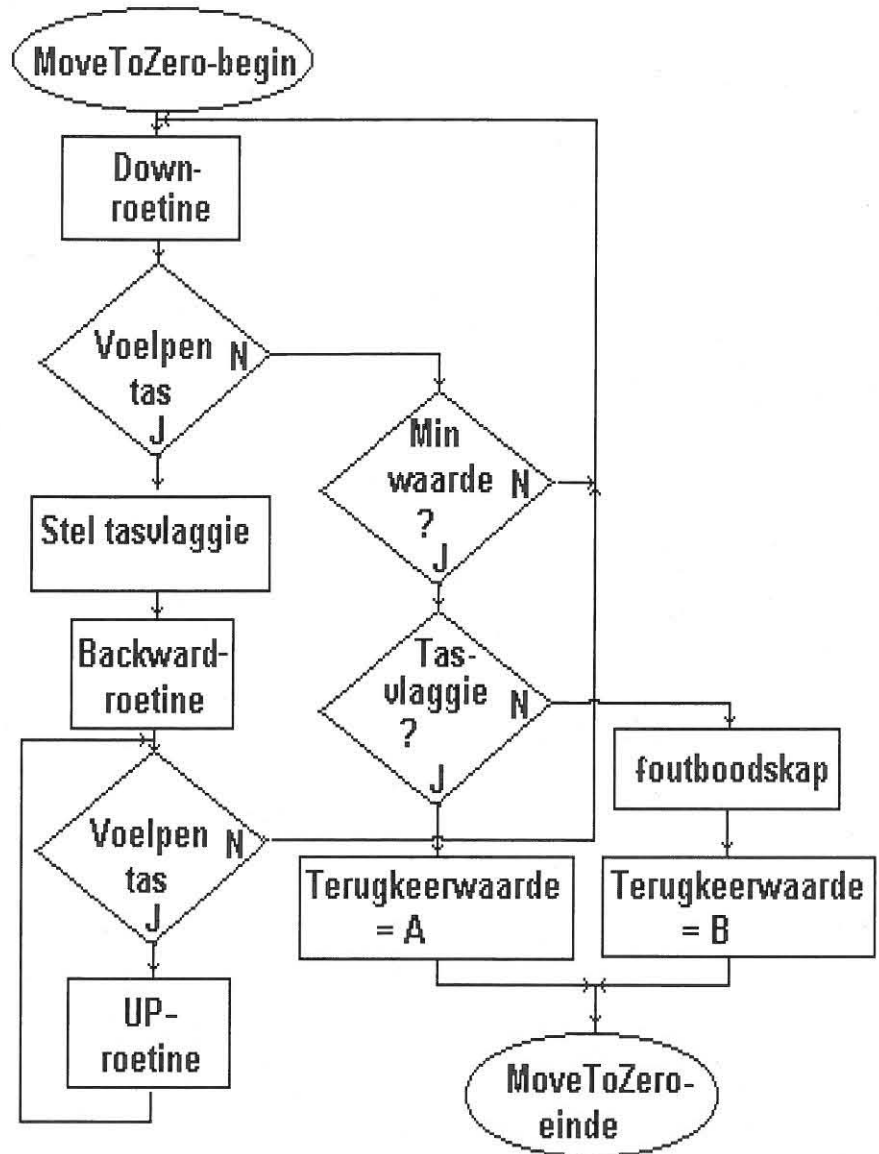 MoveToZero-begin
Down-
roetine
Voelpen
tas
N
J
Min
waarde
?
N
J
Stel tasvlaggie
Tas-
vlaggie
?
N
J
Backward-
roetine
foutboodskap
Voelpen
tas
N
J
Terugkeerwaarde
= A
Terugkeerwaarde
= B
UP-
roetine
MoveToZero-
einde